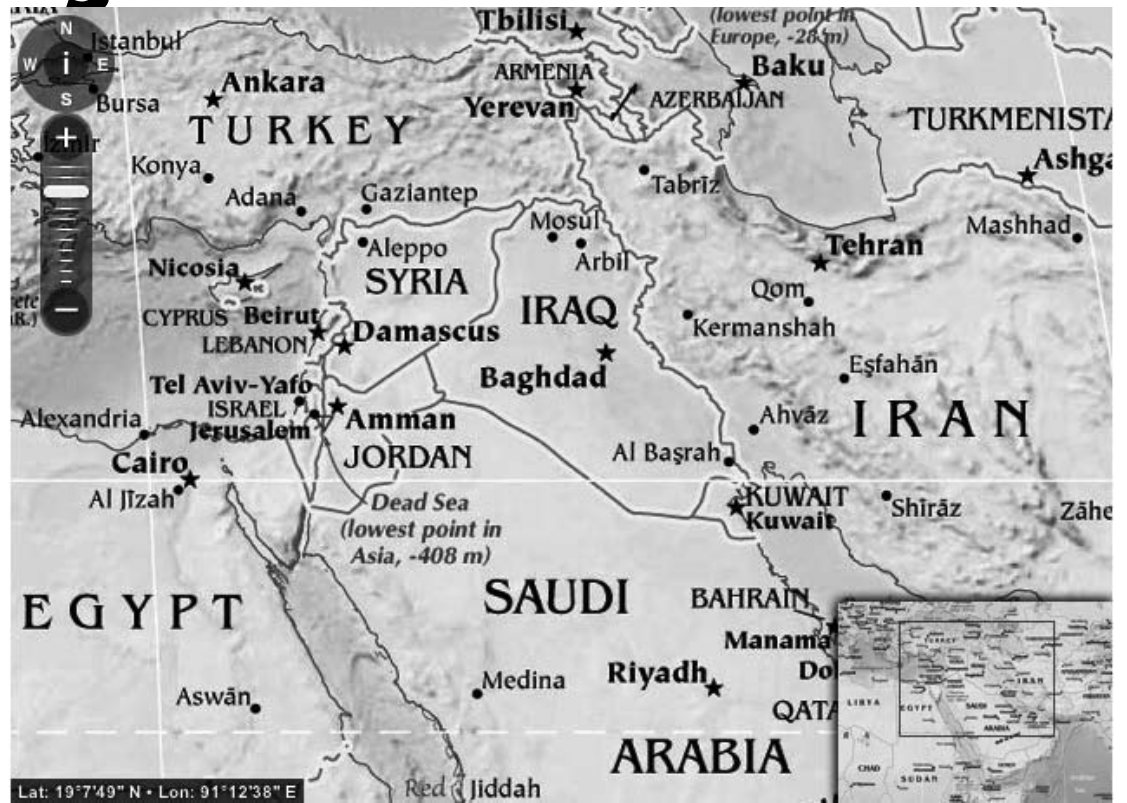 (lowest point in
Europe, -28 m)
Tbilisi
N
Istanbul
W i E
S
Bursa
Ankara
ARMENIA
Yerevan
Baku
AZERBAIJAN
TURKMENISTA
Ashga
TURKEY
+
Izmir
Konya
Adana
Gaziantep
Tabrīz
Mashhad
Aleppo
Mosul
Arbil
Tehran
Nicosia
SYRIA
IRAQ
Qom
CYPRUS
Beirut
LEBANON
Damascus
Kermanshah
Baghdad
Eşfahān
Tel Aviv-Yafo
ISRAEL
Jerusalem
Alexandria
Amman
JORDAN
Ahvāz
IRAN
Cairo
Al Jīzah
Al Başrah
Dead Sea
(lowest point in
Asia, -408 m)
KUWAIT
Kuwait
Shīrāz
Zāhe
EGYPT
SAUDI
ARABIA
BAHRAIN
Manama
Riyadh
Medina
Do
QATA
Aswān
Red
Jiddah
Lat: 19°7'49" N • Lon: 91°12'38" E
TURKEY
IRAN
LIBYA
EGYPT
SAUDI
ARABIA
CHAD
SUDAN